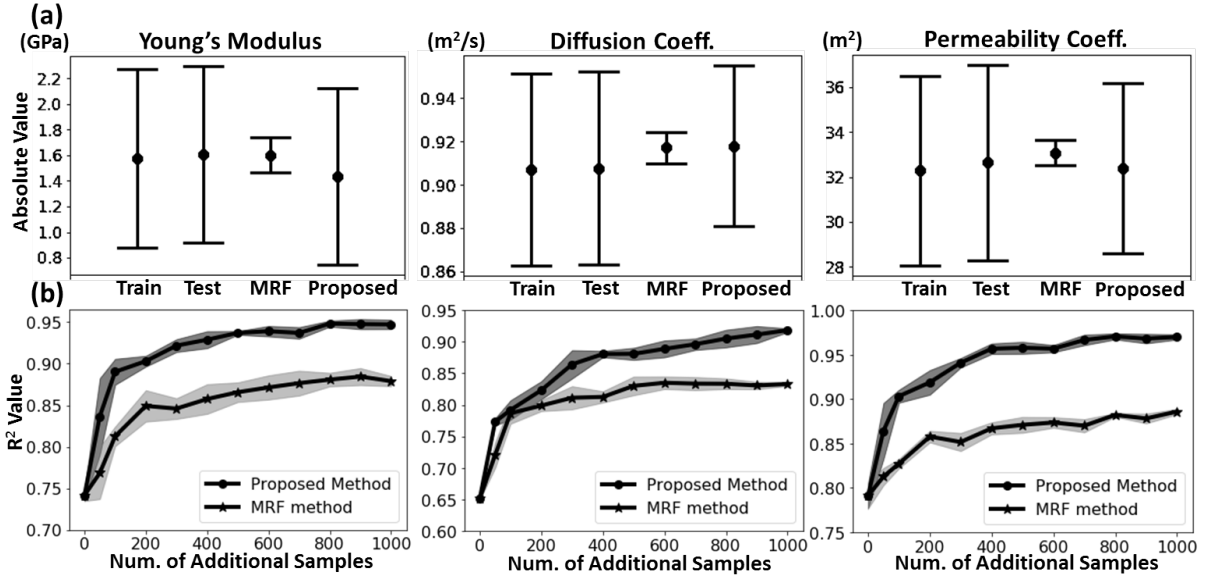 (a)
(GPa) Young's Modulus (m²/s) Diffusion Coeff. (m²) Permeability Coeff.
Absolute Value
2.2
2.0
1.8
1.6
1.4
1.2
1.0
0.8
0.94
0.92
0.90
0.88
0.86
36
34
32
30
28
Train Test MRF Proposed Train Test MRF Proposed Train Test MRF Proposed
(b)
R² Value
0.95
0.90
0.85
0.80
0.75
0.70
Proposed Method
MRF method
0 200 400 600 800 1000
Num. of Additional Samples
0.95
0.90
0.85
0.80
0.75
0.70
0.65
0.60
Proposed Method
MRF method
0 200 400 600 800 1000
Num. of Additional Samples
1.00
0.95
0.90
0.85
0.80
0.75
Proposed Method
MRF method
0 200 400 600 800 1000
Num. of Additional Samples